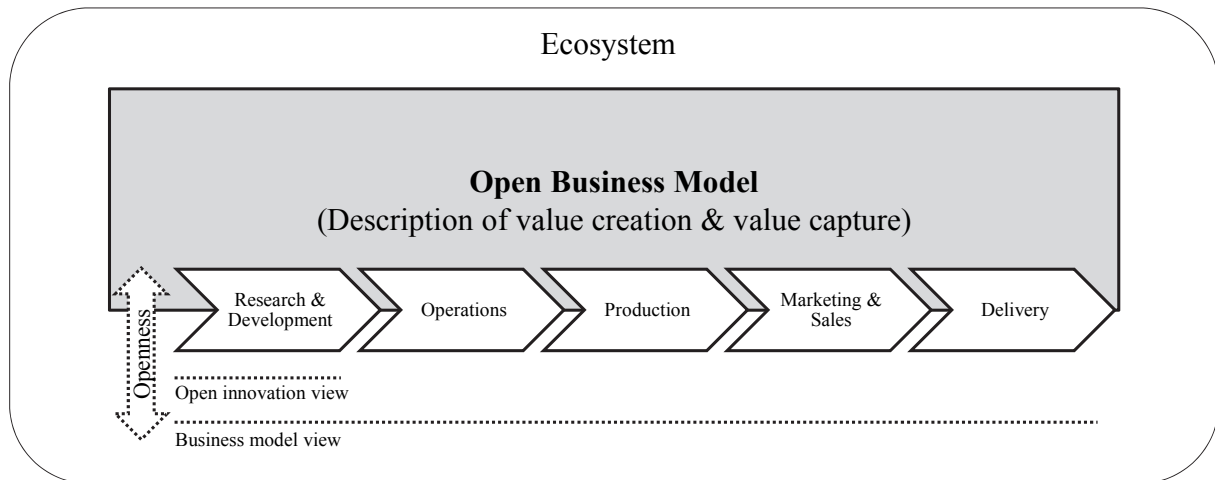 Ecosystem
Open Business Model
(Description of value creation & value capture)
Openness
Research &
Development
Operations
Production
Marketing &
Sales
Delivery
Open innovation view
Business model view